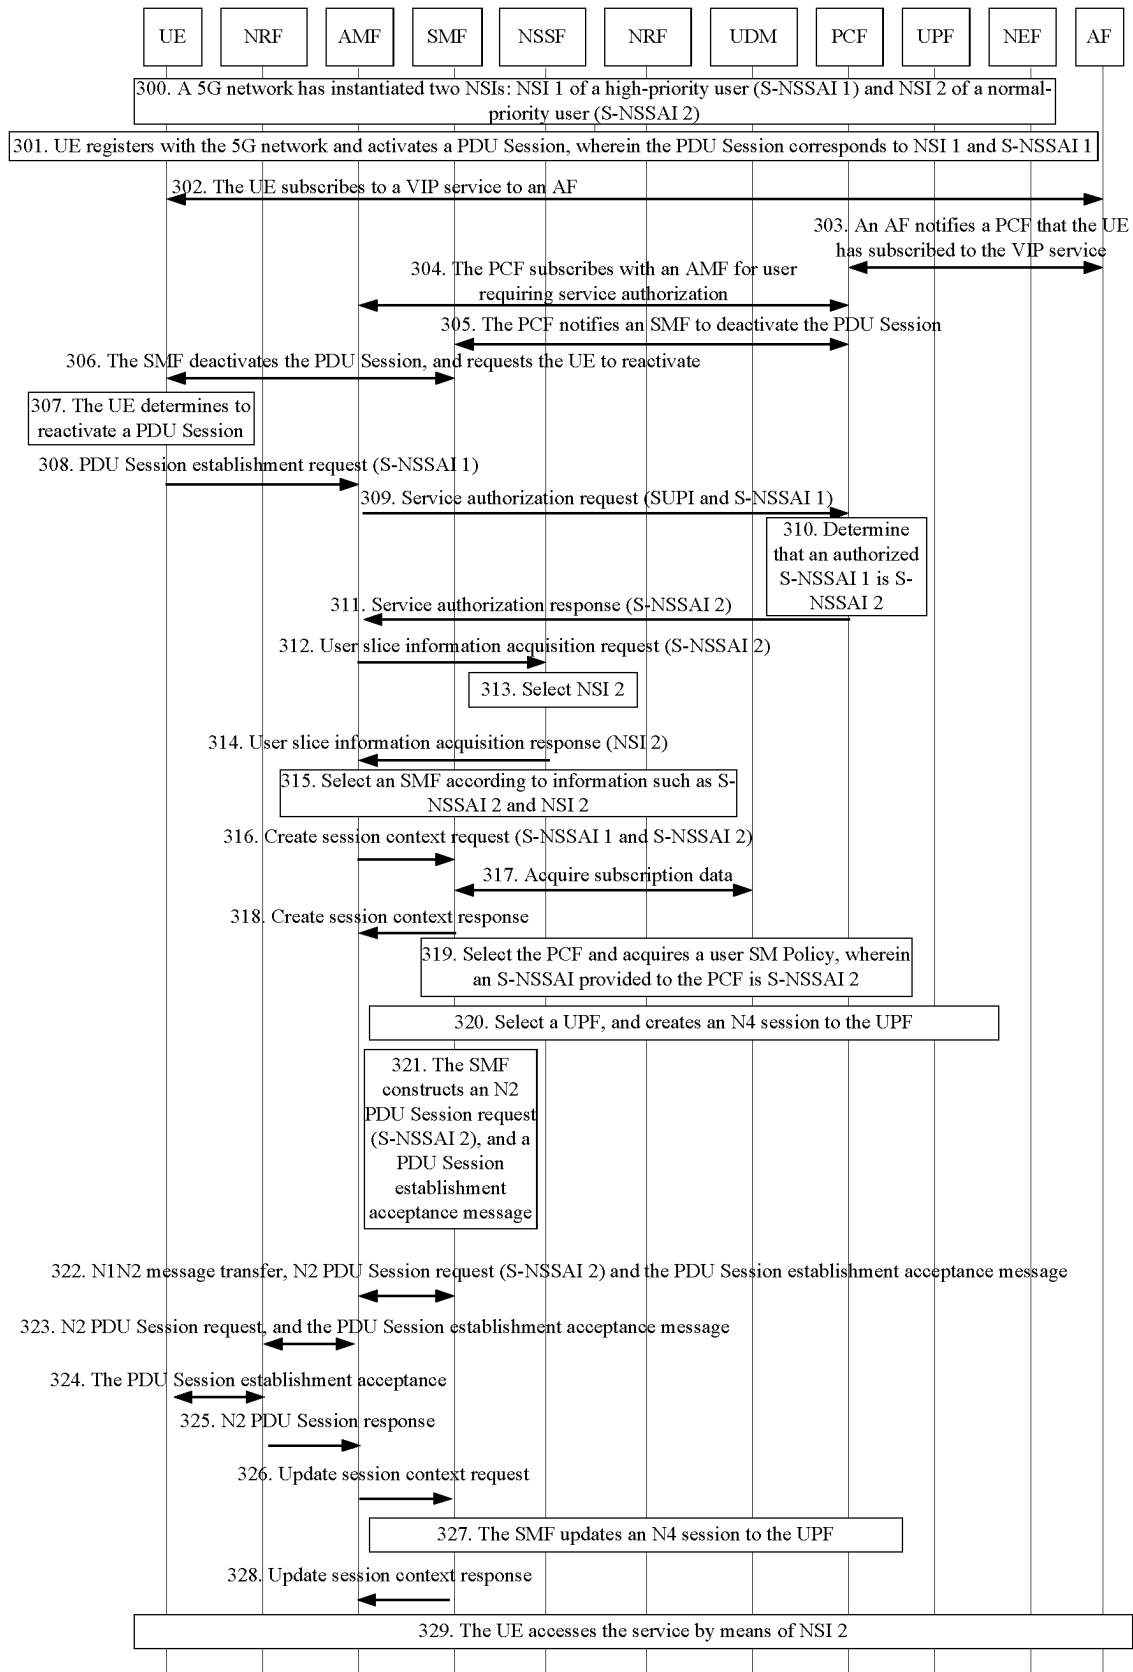 UE NRF AMF SMF NSSF NRF UDM PCF UPF NEF AF
300. A 5G network has instantiated two NSIs: NSI 1 of a high-priority user (S-NSSAI 1) and NSI 2 of a normal-
priority user (S-NSSAI 2)
301. UE registers with the 5G network and activates a PDU Session, wherein the PDU Session corresponds to NSI 1 and S-NSSAI 1
302. The UE subscribes to a VIP service to an AF
303. An AF notifies a PCF that the UE
has subscribed to the VIP service
304. The PCF subscribes with an AMF for user
requiring service authorization
305. The PCF notifies an SMF to deactivate the PDU Session
306. The SMF deactivates the PDU Session, and requests the UE to reactivate
307. The UE determines to
reactivate a PDU Session
308. PDU Session establishment request (S-NSSAI 1)
309. Service authorization request (SUPI and S-NSSAI 1)
310. Determine
that an authorized
S-NSSAI 1 is S-
NSSAI 2
311. Service authorization response (S-NSSAI 2)
312. User slice information acquisition request (S-NSSAI 2)
313. Select NSI 2
314. User slice information acquisition response (NSI 2)
315. Select an SMF according to information such as S-
NSSAI 2 and NSI 2
316. Create session context request (S-NSSAI 1 and S-NSSAI 2)
317. Acquire subscription data
318. Create session context response
319. Select the PCF and acquires a user SM Policy, wherein
an S-NSSAI provided to the PCF is S-NSSAI 2
320. Select a UPF, and creates an N4 session to the UPF
321. The SMF
constructs an N2
PDU Session request
(S-NSSAI 2), and a
PDU Session
establishment
acceptance message
322. N1N2 message transfer, N2 PDU Session request (S-NSSAI 2) and the PDU Session establishment acceptance message
323. N2 PDU Session request, and the PDU Session establishment acceptance message
324. The PDU Session establishment acceptance
325. N2 PDU Session response
326. Update session context request
327. The SMF updates an N4 session to the UPF
328. Update session context response
329. The UE accesses the service by means of NSI 2